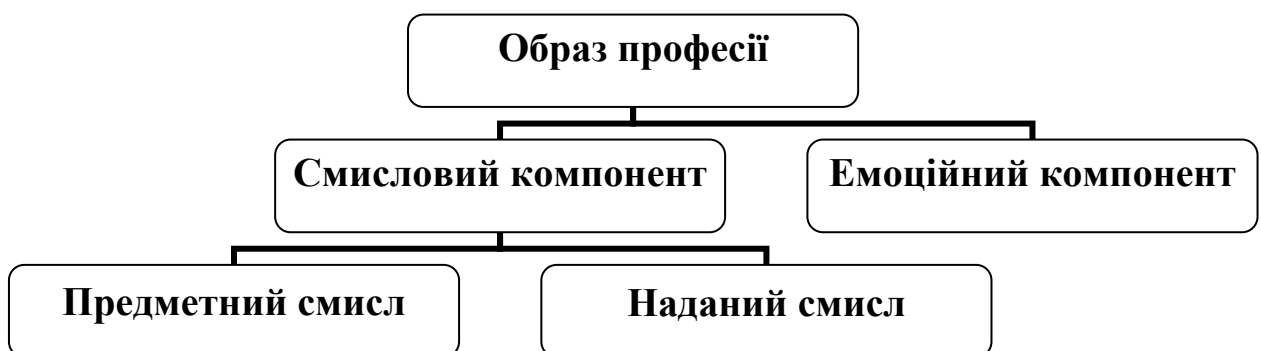 Образ професії
Смисловий компонент
Емоційний компонент
Предметний смисл
Наданий смисл